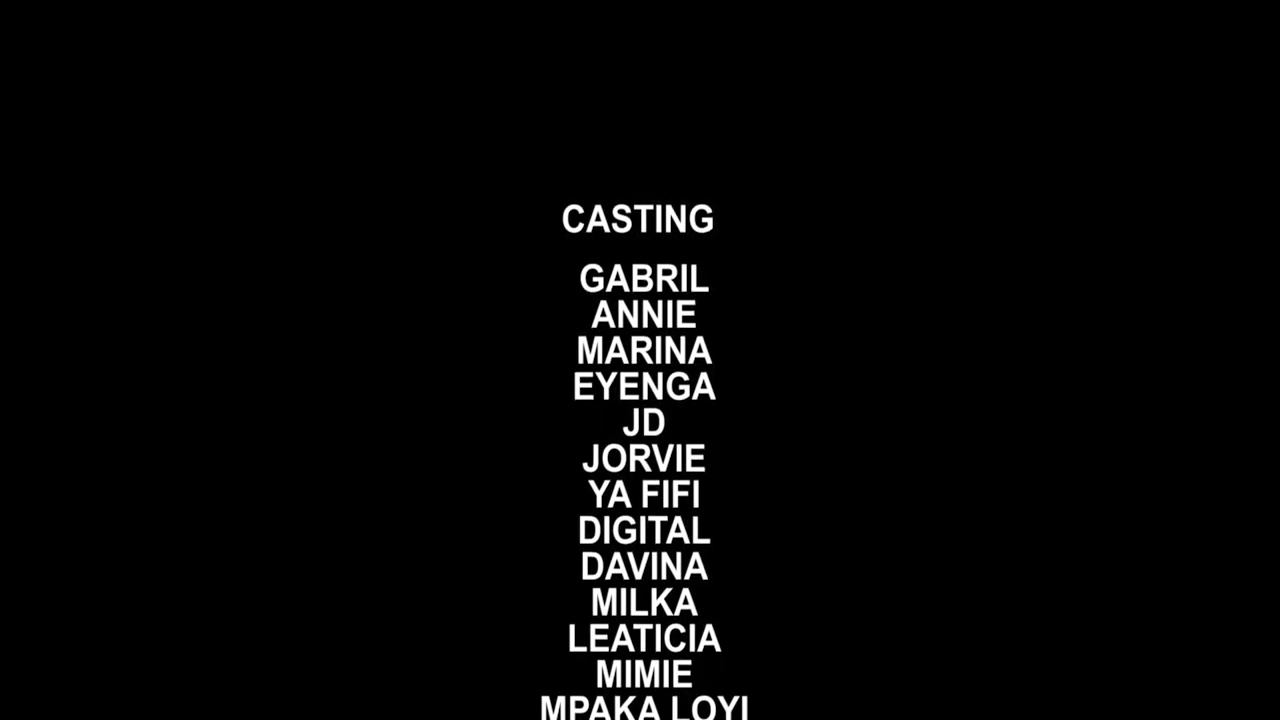 CASTING
GABRIL
ANNIE
MARINA
EYENGA
JD
JORVIE
YA FIFI
DIGITAL
DAVINA
MILKA
LEATICIA
MIMIE
MPAKA LOYI